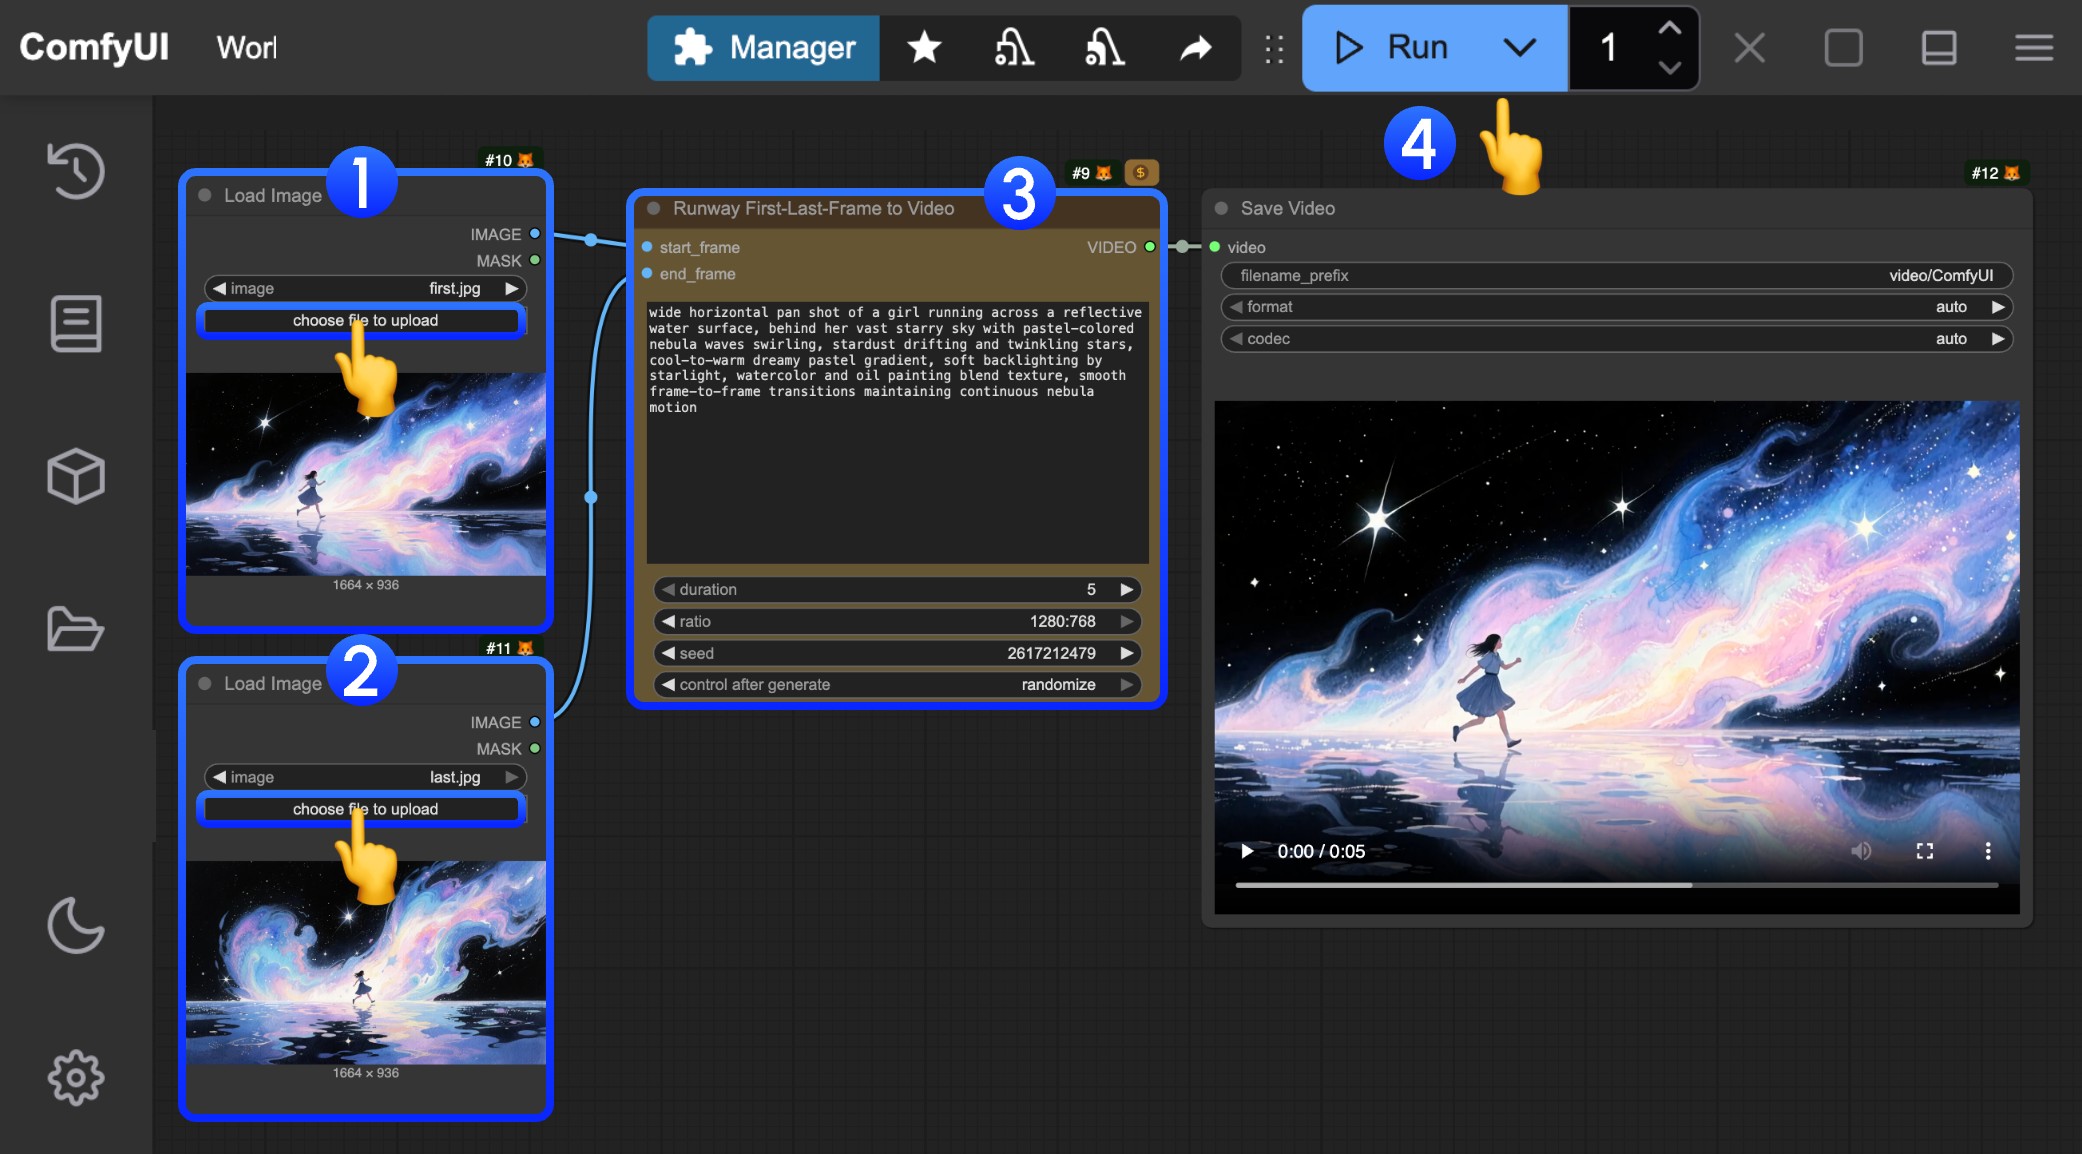 ComfyUI
Worl
Manager
Run
1
4
#10
1
Load Image
IMAGE
MASK
image
first.jpg
choose file to upload
1664 × 936
#11
2
Load Image
IMAGE
MASK
image
last.jpg
choose file to upload
1664 × 936
#9
$
3
Runway First-Last-Frame to Video
start_frame
VIDEO
end_frame
wide horizontal pan shot of a girl running across a reflective
water surface, behind her vast starry sky with pastel-colored
nebula waves swirling, stardust drifting and twinkling stars,
cool-to-warm dreamy pastel gradient, soft backlighting by
starlight, watercolor and oil painting blend texture, smooth
frame-to-frame transitions maintaining continuous nebula
motion
duration
5
ratio
1280:768
seed
2617212479
control after generate
randomize
#12
Save Video
video
filename_prefix
video/ComfyUI
format
auto
codec
auto
0:00 / 0:05